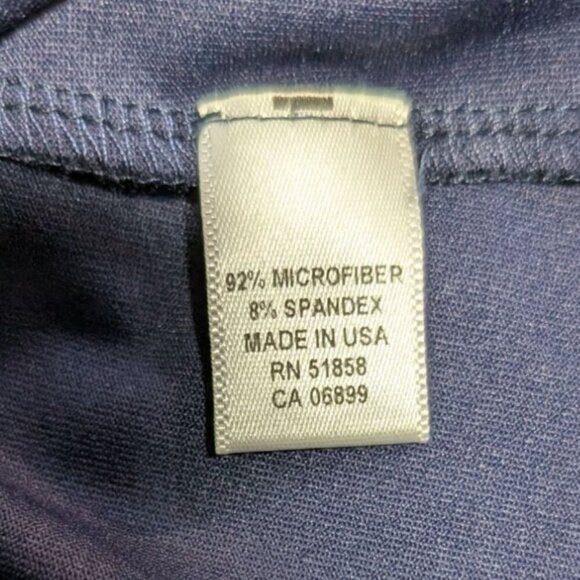 92% MICROFIBER
8% SPANDEX
MADE IN USA
RN 51858
CA 06899